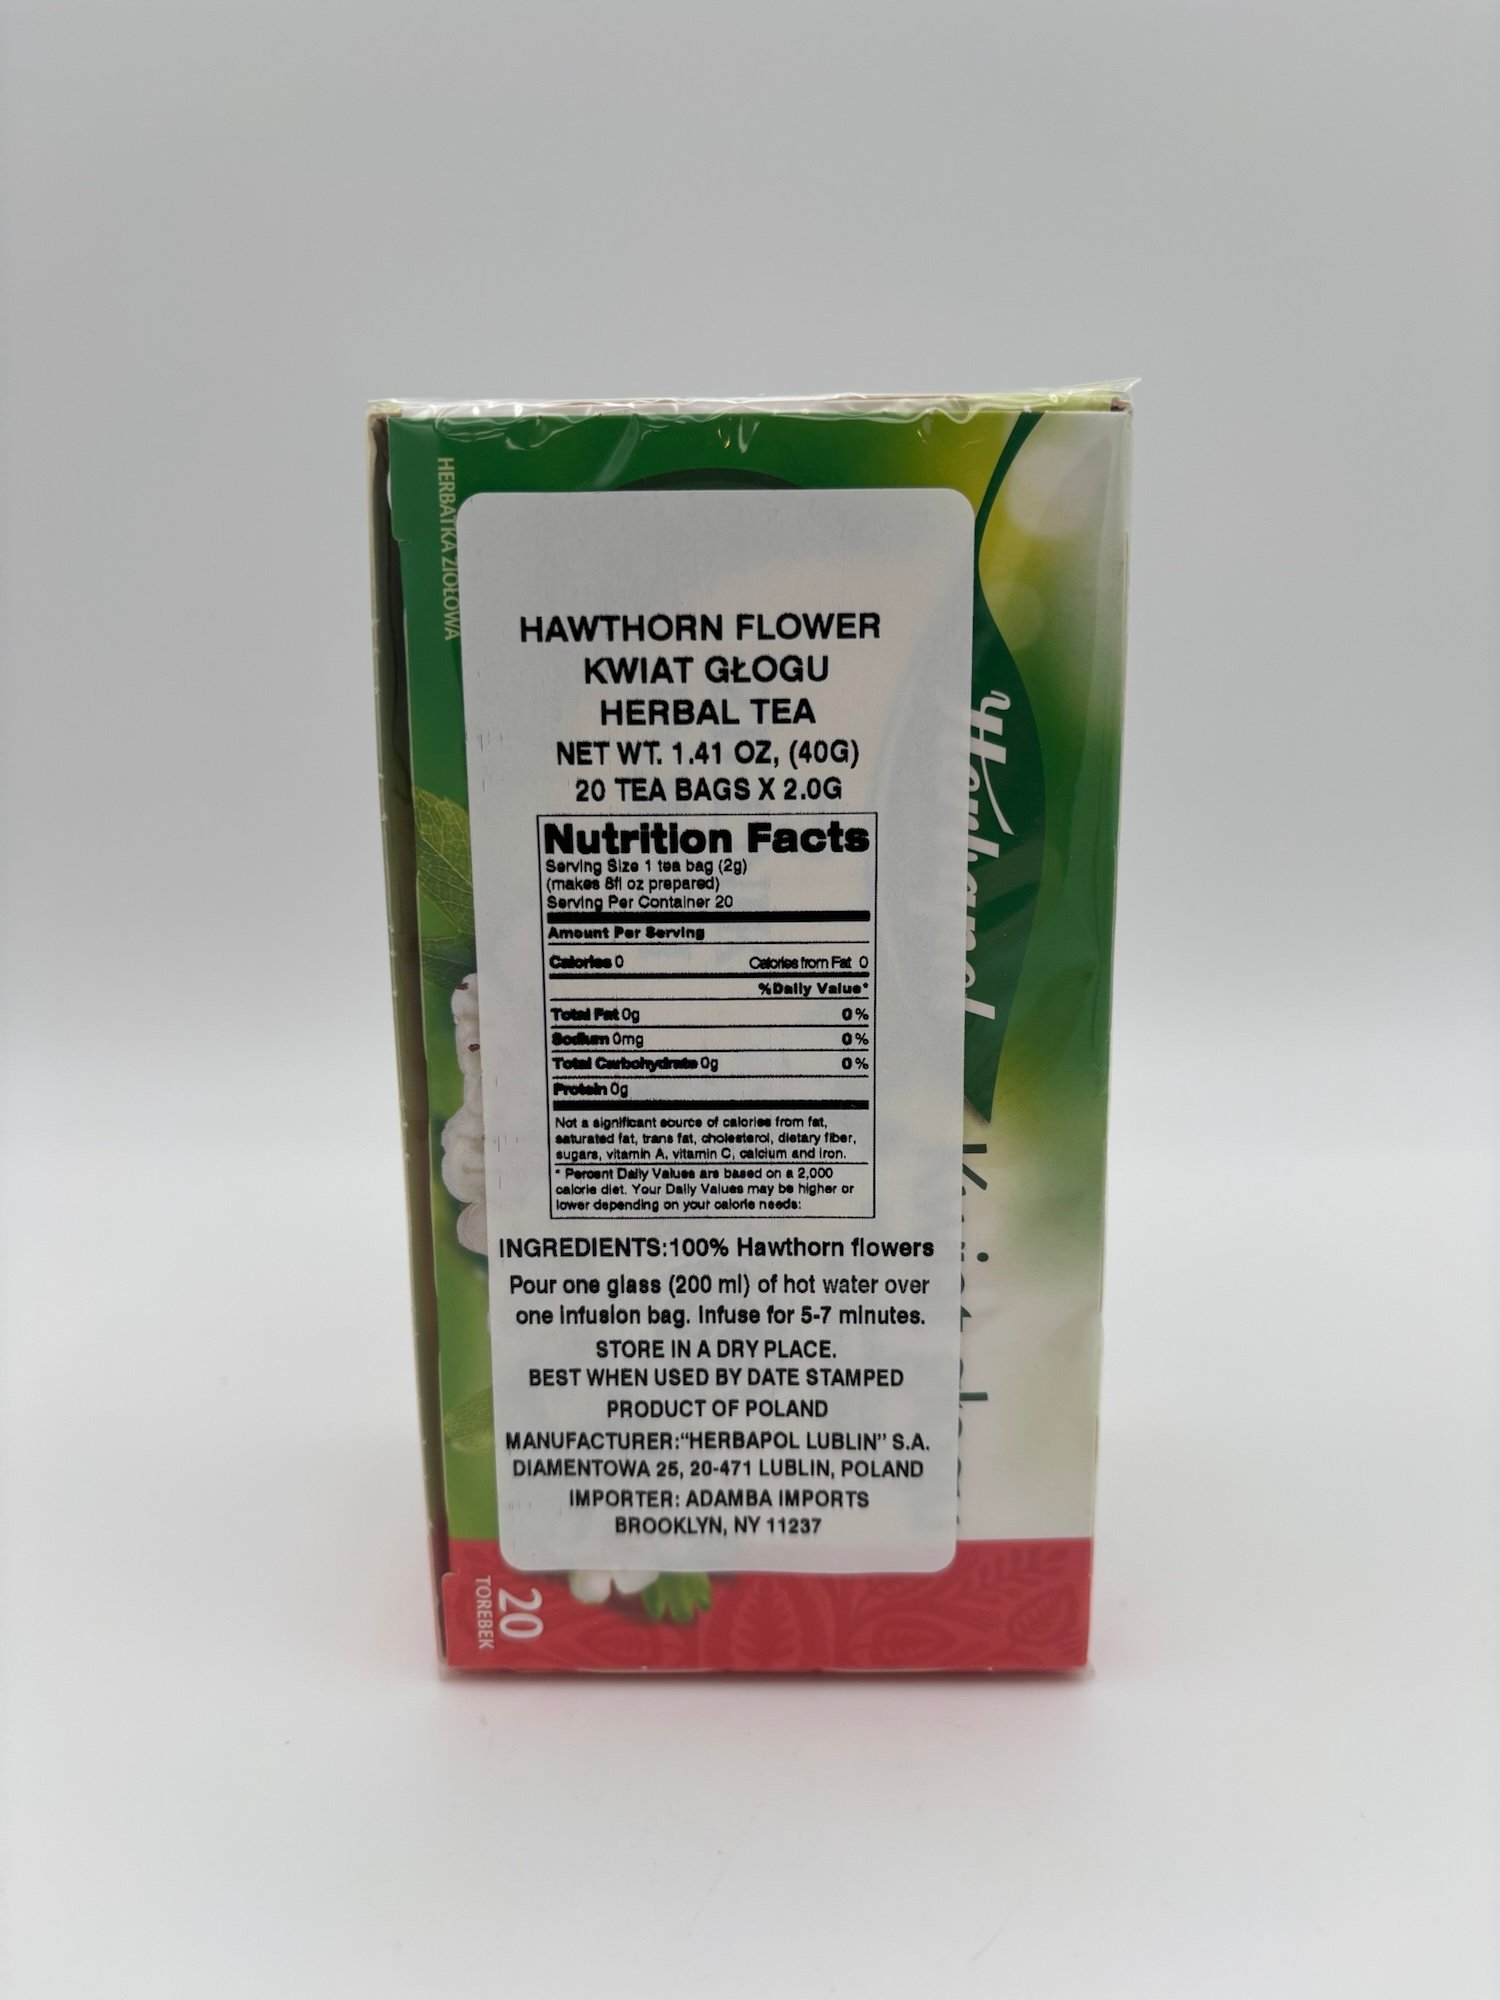 HERBATKA ZIOŁOWA
HAWTHORN FLOWER
KWIAT GŁOGU
HERBAL TEA
NET WT. 1.41 OZ, (40G)
20 TEA BAGS X 2.0G
Nutrition Facts
Serving Size 1 tea bag (2g)
(makes 8fl oz prepared)
Serving Per Container 20
Amount Per Serving
Calories 0 Calories from Fat 0
%Daily Value*
Total Fat 0g 0%
Sodium 0mg 0%
Total Carbohydrate 0g 0%
Protein 0g
Not a significant source of calories from fat,
saturated fat, trans fat, cholesterol, dietary fiber,
sugars, vitamin A, vitamin C, calcium and iron.
* Percent Daily Values are based on a 2,000
calorie diet. Your Daily Values may be higher or
lower depending on your calorie needs:
INGREDIENTS:100% Hawthorn flowers
Pour one glass (200 ml) of hot water over
one infusion bag. Infuse for 5-7 minutes.
STORE IN A DRY PLACE.
BEST WHEN USED BY DATE STAMPED
PRODUCT OF POLAND
MANUFACTURER:“HERBAPOL LUBLIN” S.A.
DIAMENTOWA 25, 20-471 LUBLIN, POLAND
IMPORTER: ADAMBA IMPORTS
BROOKLYN, NY 11237
Herbapol
20
TOREBEK